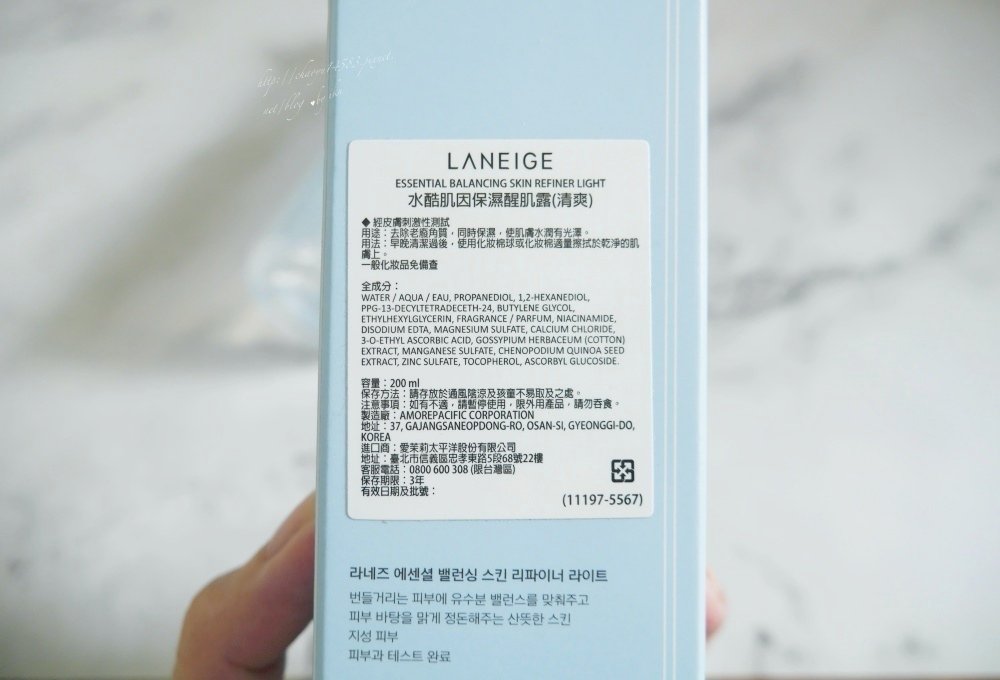 LANEIGE
ESSENTIAL BALANCING SKIN REFINER LIGHT
水酷肌因保濕醒肌露(清爽)
◆ 經皮膚刺激性測試
用途：去除老廢角質，同時保濕，使肌膚水潤有光澤。
用法：早晚清潔過後，使用化妝棉球或化妝棉適量擦拭於乾淨的肌
膚上。
一般化妝品免備查
全成分：
WATER / AQUA / EAU, PROPANEDIOL, 1,2-HEXANEDIOL,
PPG-13-DECYLTETRADECETH-24, BUTYLENE GLYCOL,
ETHYLHEXYLGLYCERIN, FRAGRANCE / PARFUM, NIACINAMIDE,
DISODIUM EDTA, MAGNESIUM SULFATE, CALCIUM CHLORIDE,
3-O-ETHYL ASCORBIC ACID, GOSSYPIUM HERBACEUM (COTTON)
EXTRACT, MANGANESE SULFATE, CHENOPODIUM QUINOA SEED
EXTRACT, ZINC SULFATE, TOCOPHEROL, ASCORBYL GLUCOSIDE.
容量：200 ml
保存方法：請存放於通風陰涼及孩童不易取及之處。
注意事項：如有不適，請暫停使用，限外用產品，請勿吞食。
製造廠：AMOREPACIFIC CORPORATION
地址：37, GAJANGSANEOPDONG-RO, OSAN-SI, GYEONGGI-DO,
KOREA
進口商：愛茉莉太平洋股份有限公司
地址：臺北市信義區忠孝東路5段68號22樓
客服電話：0800 600 308 (限台灣區)
保存期限：3年
有效日期及批號：
(11197-5567)
라네즈 에센셜 밸런싱 스킨 리파이너 라이트
번들거리는 피부에 유수분 밸런스를 맞춰주고
피부 바탕을 맑게 정돈해주는 산뜻한 스킨
지성 피부
피부과 테스트 완료